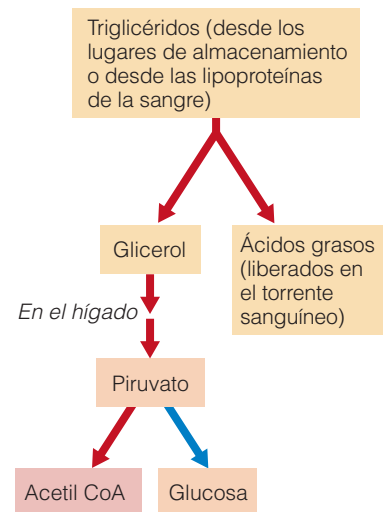 Triglicéridos (desde los
lugares de almacenamiento
o desde las lipoproteínas
de la sangre)
Glicerol
Ácidos grasos
(liberados en
el torrente
sanguíneo)
En el hígado
Piruvato
Acetil CoA
Glucosa